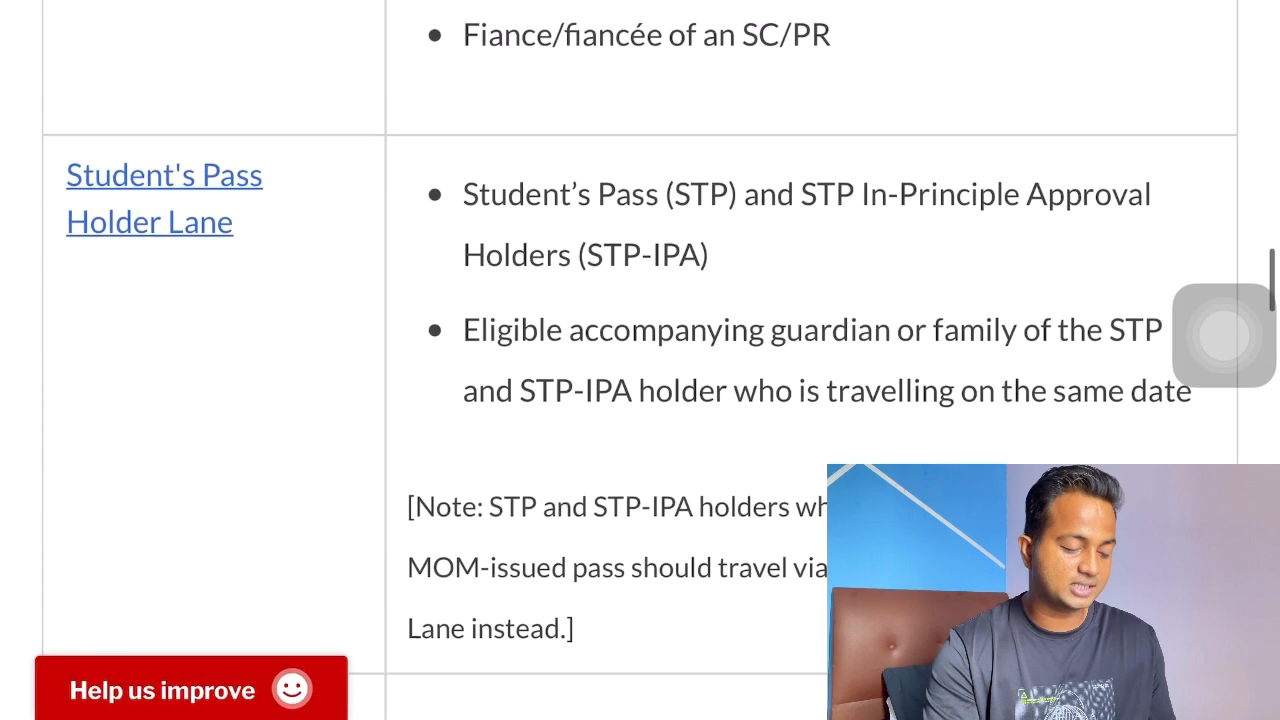 Fiance/fiancée of an SC/PR
Student's Pass
Holder Lane
Student’s Pass (STP) and STP In-Principle Approval
Holders (STP-IPA)
Eligible accompanying guardian or family of the STP
and STP-IPA holder who is travelling on the same date
[Note: STP and STP-IPA holders
MOM-issued pass should travel via
Lane instead.]
Help us improve